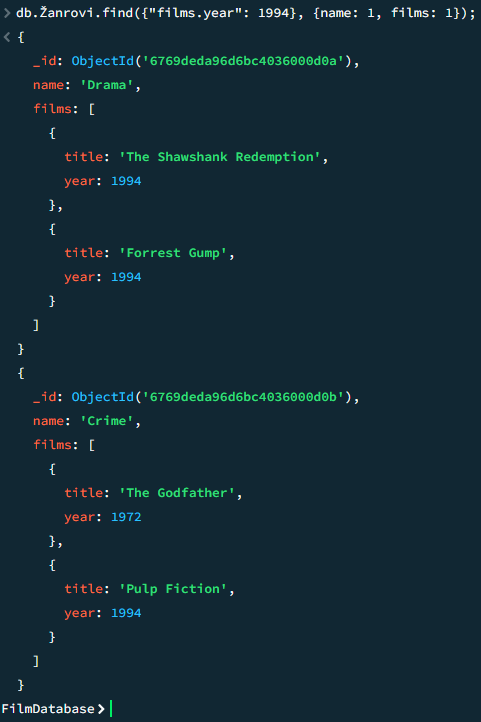 > db.Žanrovi.find({"films.year": 1994}, {name: 1, films: 1});
< {
_id: ObjectId('6769deda96d6bc4036000d0a'),
name: 'Drama',
films: [
{
title: 'The Shawshank Redemption',
year: 1994
},
{
title: 'Forrest Gump',
year: 1994
}
]
}
{
_id: ObjectId('6769deda96d6bc4036000d0b'),
name: 'Crime',
films: [
{
title: 'The Godfather',
year: 1972
},
{
title: 'Pulp Fiction',
year: 1994
}
]
}
FilmDatabase>